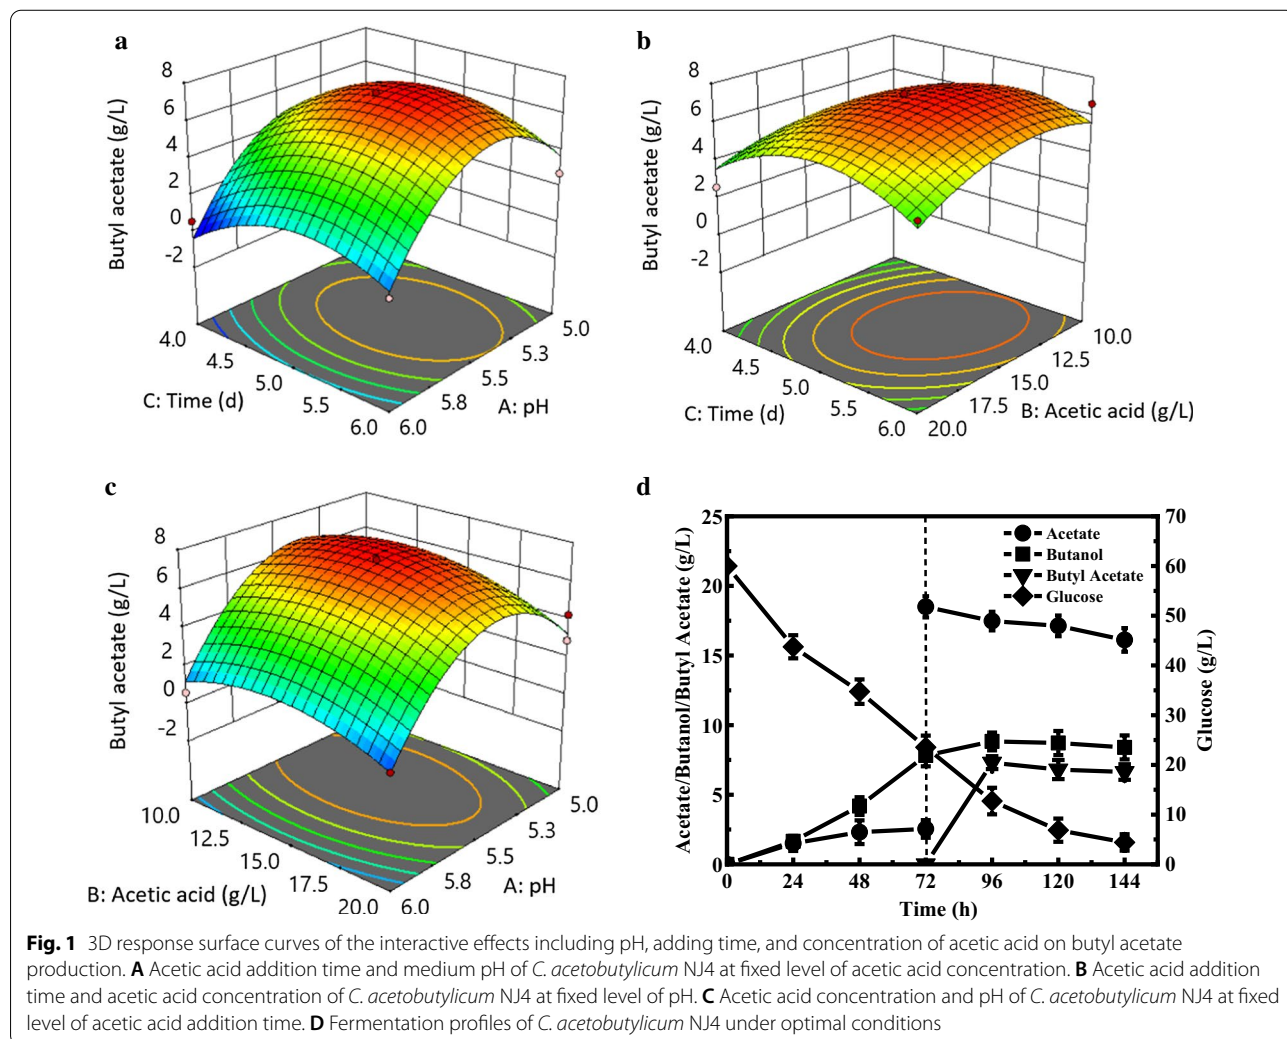 a
8
6
4
2
0
-2
Butyl acetate (g/L)
4.0
4.5
5.0
5.5
6.0
C: Time (d)
6.0
5.8
5.5
5.3
5.0
A: pH
b
8
6
4
2
0
-2
Butyl acetate (g/L)
4.0
4.5
5.0
5.5
6.0
C: Time (d)
20.0
17.5
15.0
12.5
10.0
B: Acetic acid (g/L)
c
8
6
4
2
0
-2
Butyl acetate (g/L)
10.0
12.5
15.0
17.5
20.0
B: Acetic acid (g/L)
6.0
5.8
5.5
5.3
5.0
A: pH
d
25
20
15
10
5
0
Acetate/Butanol/Butyl Acetate (g/L)
Acetate
Butanol
Butyl Acetate
Glucose
70
60
50
40
30
20
10
0
Glucose (g/L)
0 24 48 72 96 120 144
Time (h)
Fig. 1 3D response surface curves of the interactive effects including pH, adding time, and concentration of acetic acid on butyl acetate
production. A Acetic acid addition time and medium pH of C. acetobutylicum NJ4 at fixed level of acetic acid concentration. B Acetic acid addition
time and acetic acid concentration of C. acetobutylicum NJ4 at fixed level of pH. C Acetic acid concentration and pH of C. acetobutylicum NJ4 at fixed
level of acetic acid addition time. D Fermentation profiles of C. acetobutylicum NJ4 under optimal conditions